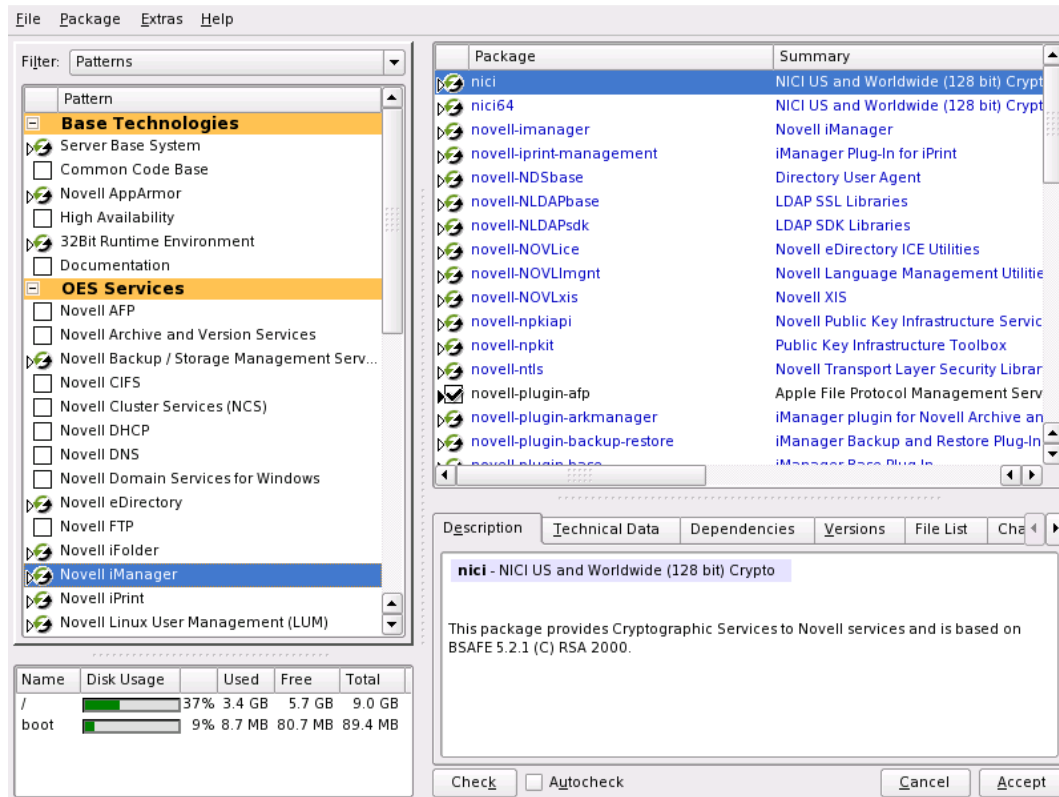 File Package Extras Help
Filter: Patterns
Pattern
Base Technologies
Server Base System
Common Code Base
Novell AppArmor
High Availability
32Bit Runtime Environment
Documentation
OES Services
Novell AFP
Novell Archive and Version Services
Novell Backup / Storage Management Serv...
Novell CIFS
Novell Cluster Services (NCS)
Novell DHCP
Novell DNS
Novell Domain Services for Windows
Novell eDirectory
Novell FTP
Novell iFolder
Novell iManager
Novell iPrint
Novell Linux User Management (LUM)
Name Disk Usage Used Free Total
/ 37% 3.4 GB 5.7 GB 9.0 GB
boot 9% 8.7 MB 80.7 MB 89.4 MB
Package Summary
nici NICI US and Worldwide (128 bit) Crypt
nici64 NICI US and Worldwide (128 bit) Crypt
novell-imanager Novell iManager
novell-iprint-management iManager Plug-In for iPrint
novell-NDSbase Directory User Agent
novell-NLDAPbase LDAP SSL Libraries
novell-NLDAPsdk LDAP SDK Libraries
novell-NOVLice Novell eDirectory ICE Utilities
novell-NOVLlmgnt Novell Language Management Utilitie
novell-NOVLxis Novell XIS
novell-npkiapi Novell Public Key Infrastructure Servic
novell-npkit Public Key Infrastructure Toolbox
novell-ntls Novell Transport Layer Security Librar
novell-plugin-afp Apple File Protocol Management Serv
novell-plugin-arkmanager iManager plugin for Novell Archive an
novell-plugin-backup-restore iManager Backup and Restore Plug-In
novell-plugin-base iManager Base Plug-In
Description Technical Data Dependencies Versions File List Cha
nici - NICI US and Worldwide (128 bit) Crypto
This package provides Cryptographic Services to Novell services and is based on
BSAFE 5.2.1 (C) RSA 2000.
Check Autocheck Cancel Accept